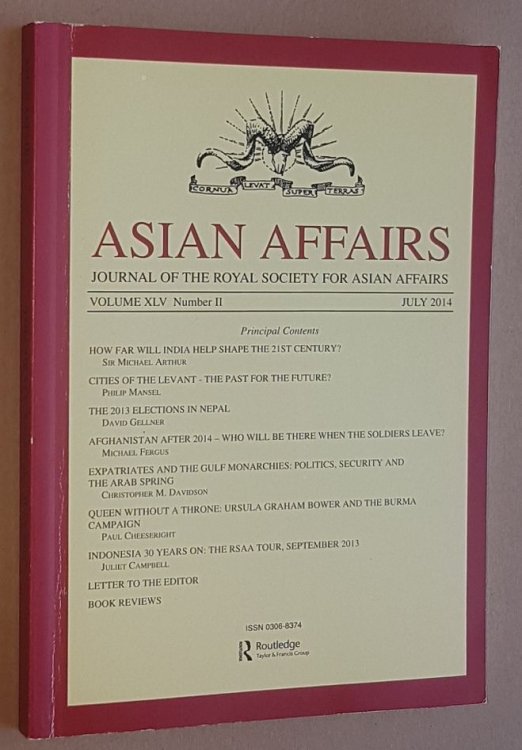 CORNUA LEVAT SUPER TERRAS
ASIAN AFFAIRS
JOURNAL OF THE ROYAL SOCIETY FOR ASIAN AFFAIRS
VOLUME XLV Number II JULY 2014
Principal Contents
HOW FAR WILL INDIA HELP SHAPE THE 21ST CENTURY?
SIR MICHAEL ARTHUR
CITIES OF THE LEVANT - THE PAST FOR THE FUTURE?
PHILIP MANSEL
THE 2013 ELECTIONS IN NEPAL
DAVID GELLNER
AFGHANISTAN AFTER 2014 – WHO WILL BE THERE WHEN THE SOLDIERS LEAVE?
MICHAEL FERGUS
EXPATRIATES AND THE GULF MONARCHIES: POLITICS, SECURITY AND
THE ARAB SPRING
CHRISTOPHER M. DAVIDSON
QUEEN WITHOUT A THRONE: URSULA GRAHAM BOWER AND THE BURMA
CAMPAIGN
PAUL CHEESERIGHT
INDONESIA 30 YEARS ON: THE RSAA TOUR, SEPTEMBER 2013
JULIET CAMPBELL
LETTER TO THE EDITOR
BOOK REVIEWS
ISSN 0306-8374
Routledge
Taylor & Francis Group